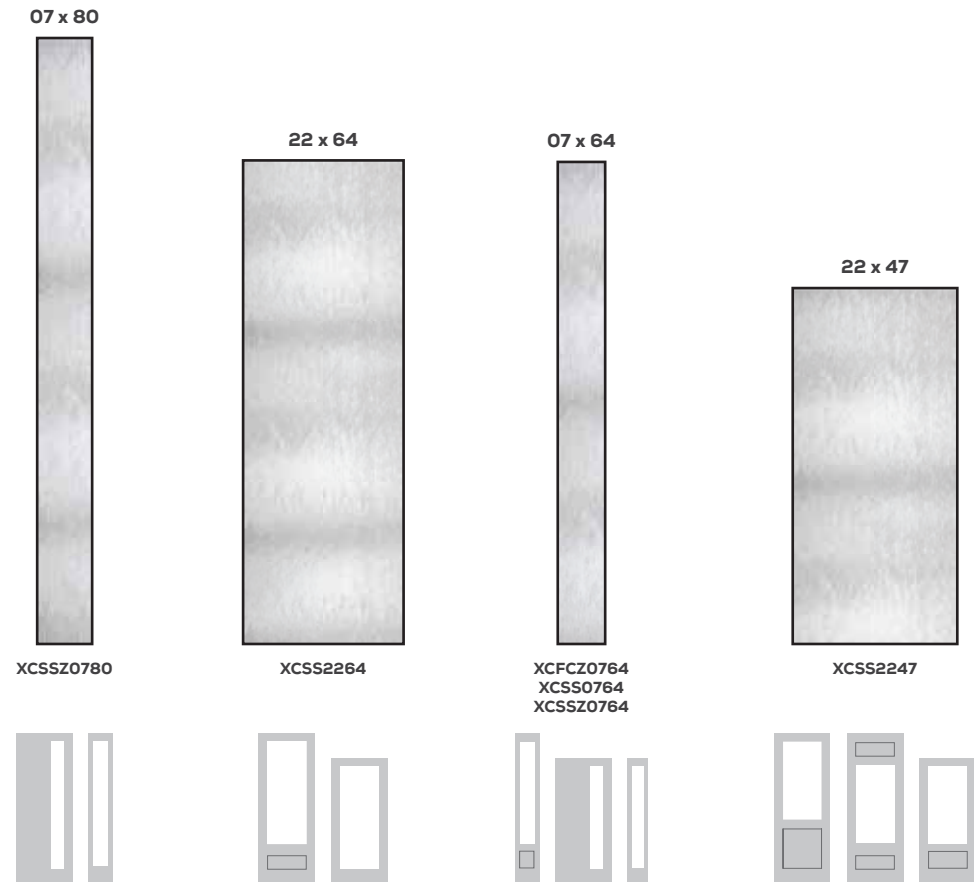 07 x 80
22 x 64
07 x 64
22 x 47
XCSSZ0780
XCSS2264
XCFCZ0764
XCSS0764
XCSSZ0764
XCSS2247